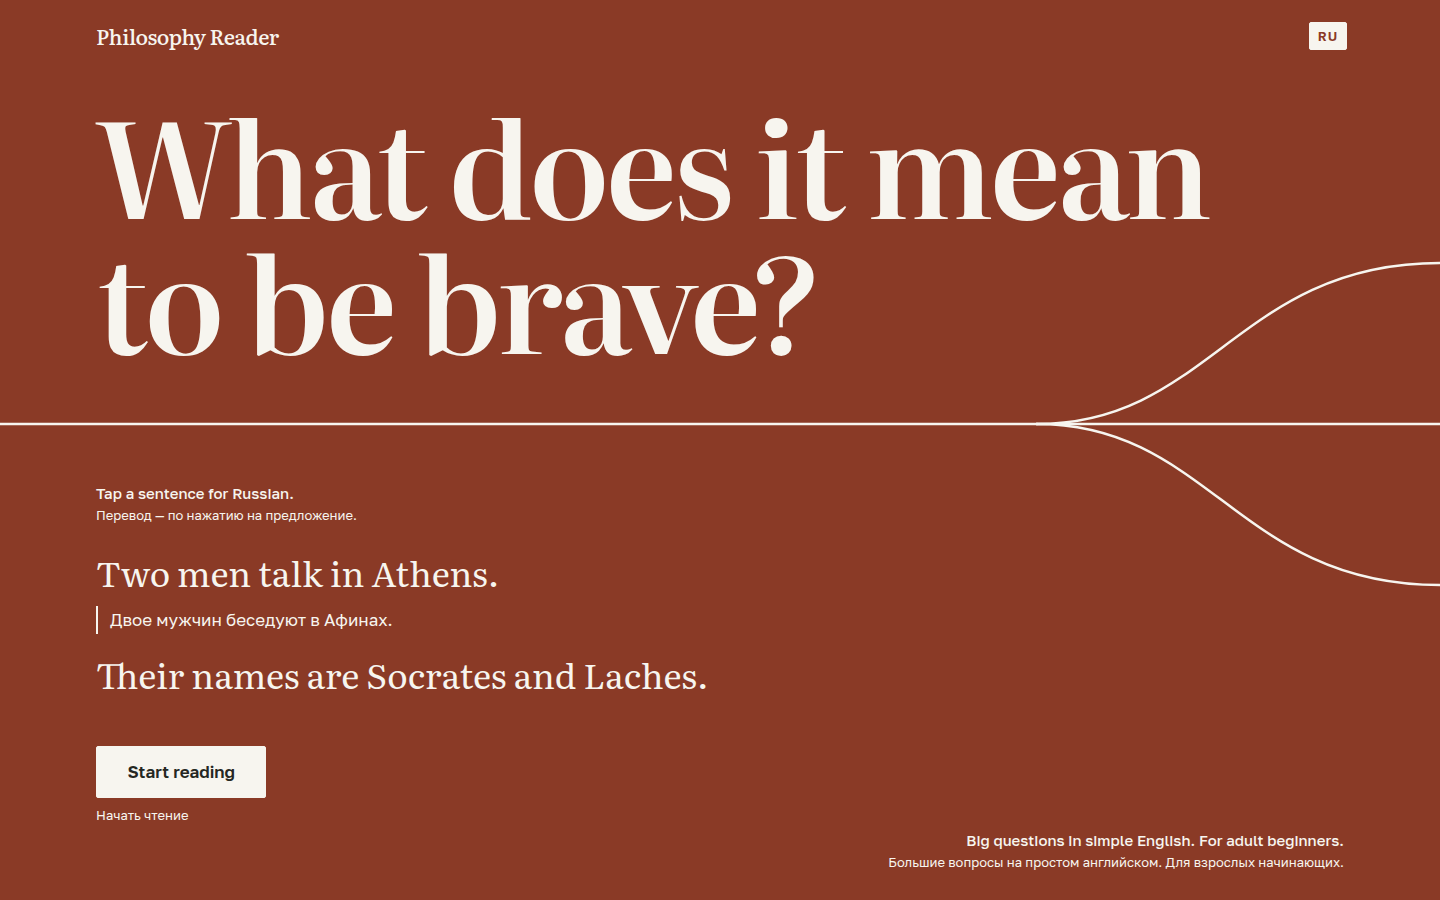 Philosophy Reader
RU
What does it mean
to be brave?
Tap a sentence for Russian.
Перевод — по нажатию на предложение.
Two men talk in Athens.
Двое мужчин беседуют в Афинах.
Their names are Socrates and Laches.
Start reading
Начать чтение
Big questions in simple English. For adult beginners.
Большие вопросы на простом английском. Для взрослых начинающих.